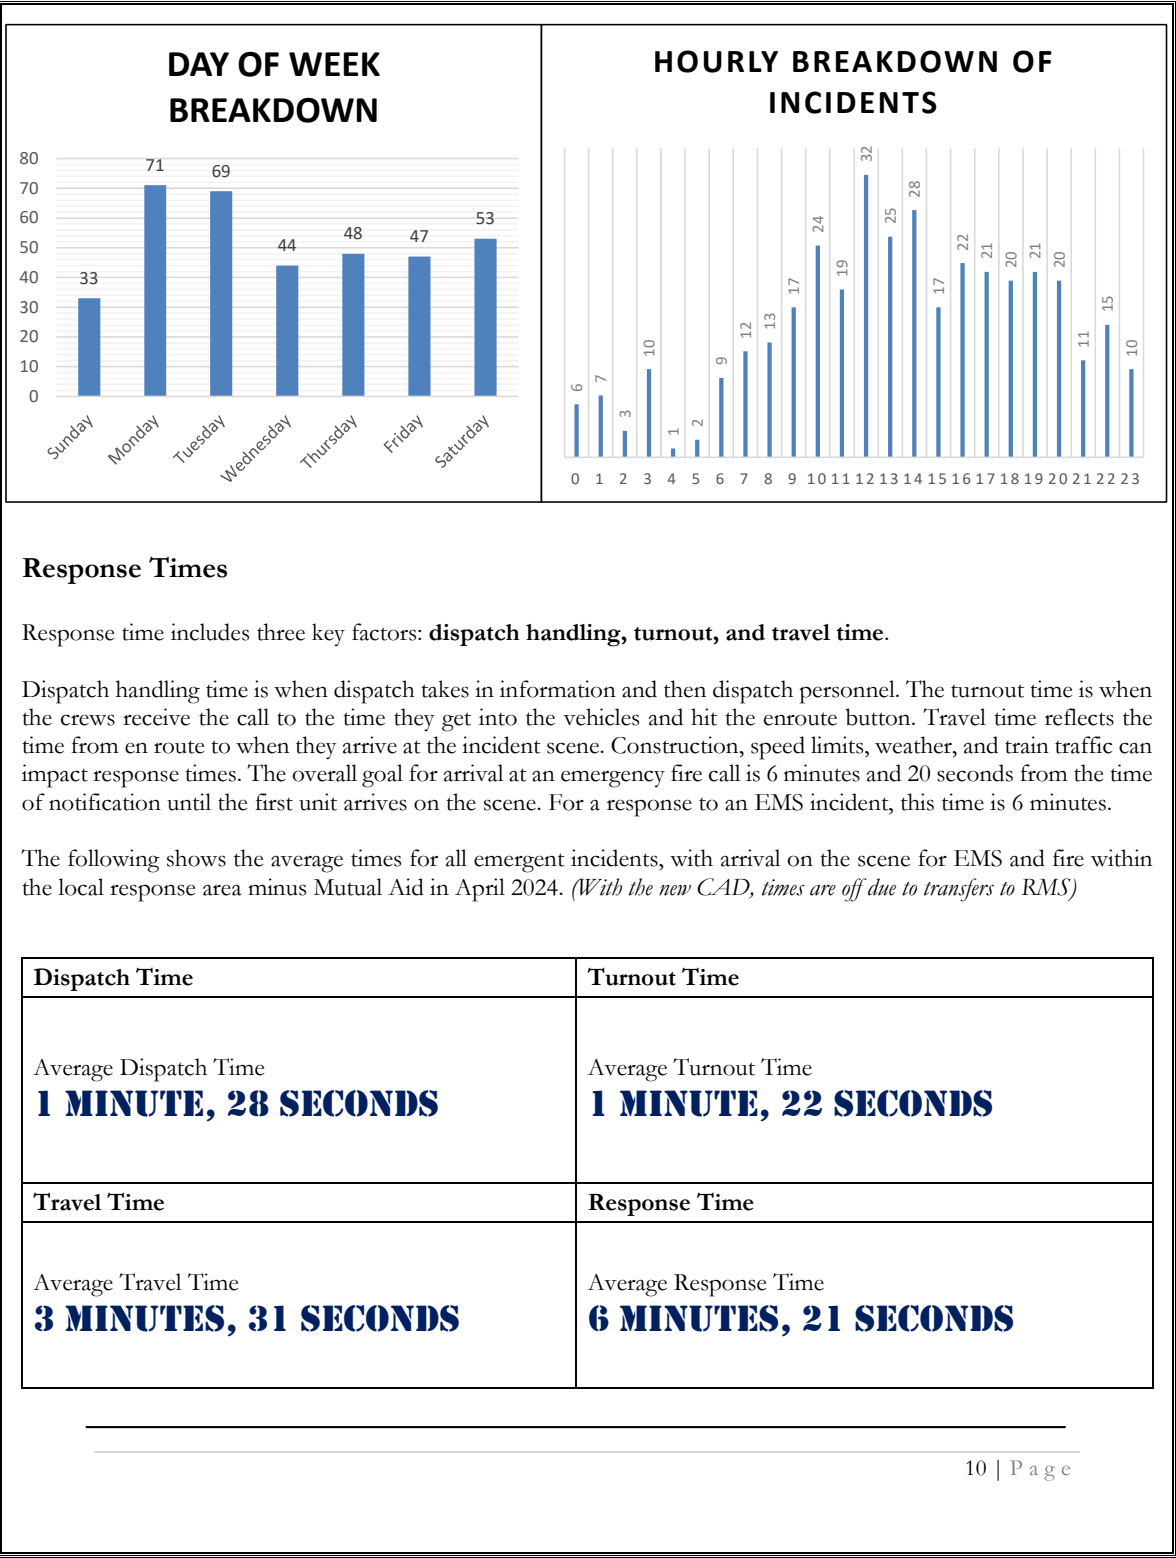 DAY OF WEEK
BREAKDOWN
80
70
60
50
40
30
20
10
0
33
71
69
44
48
47
53
Sunday
Monday
Tuesday
Wednesday
Thursday
Friday
Saturday
HOURLY BREAKDOWN OF
INCIDENTS
6
7
3
10
1
2
9
12
13
17
24
19
32
25
28
17
22
21
20
21
20
11
15
10
0 1 2 3 4 5 6 7 8 9 10 11 12 13 14 15 16 17 18 19 20 21 22 23
Response Times
Response time includes three key factors: dispatch handling, turnout, and travel time.
Dispatch handling time is when dispatch takes in information and then dispatch personnel. The turnout time is when
the crews receive the call to the time they get into the vehicles and hit the enroute button. Travel time reflects the
time from en route to when they arrive at the incident scene. Construction, speed limits, weather, and train traffic can
impact response times. The overall goal for arrival at an emergency fire call is 6 minutes and 20 seconds from the time
of notification until the first unit arrives on the scene. For a response to an EMS incident, this time is 6 minutes.
The following shows the average times for all emergent incidents, with arrival on the scene for EMS and fire within
the local response area minus Mutual Aid in April 2024. (With the new CAD, times are off due to transfers to RMS)
Dispatch Time
Turnout Time
Average Dispatch Time
1 MINUTE, 28 SECONDS
Average Turnout Time
1 MINUTE, 22 SECONDS
Travel Time
Response Time
Average Travel Time
3 MINUTES, 31 SECONDS
Average Response Time
6 MINUTES, 21 SECONDS
10 | Page